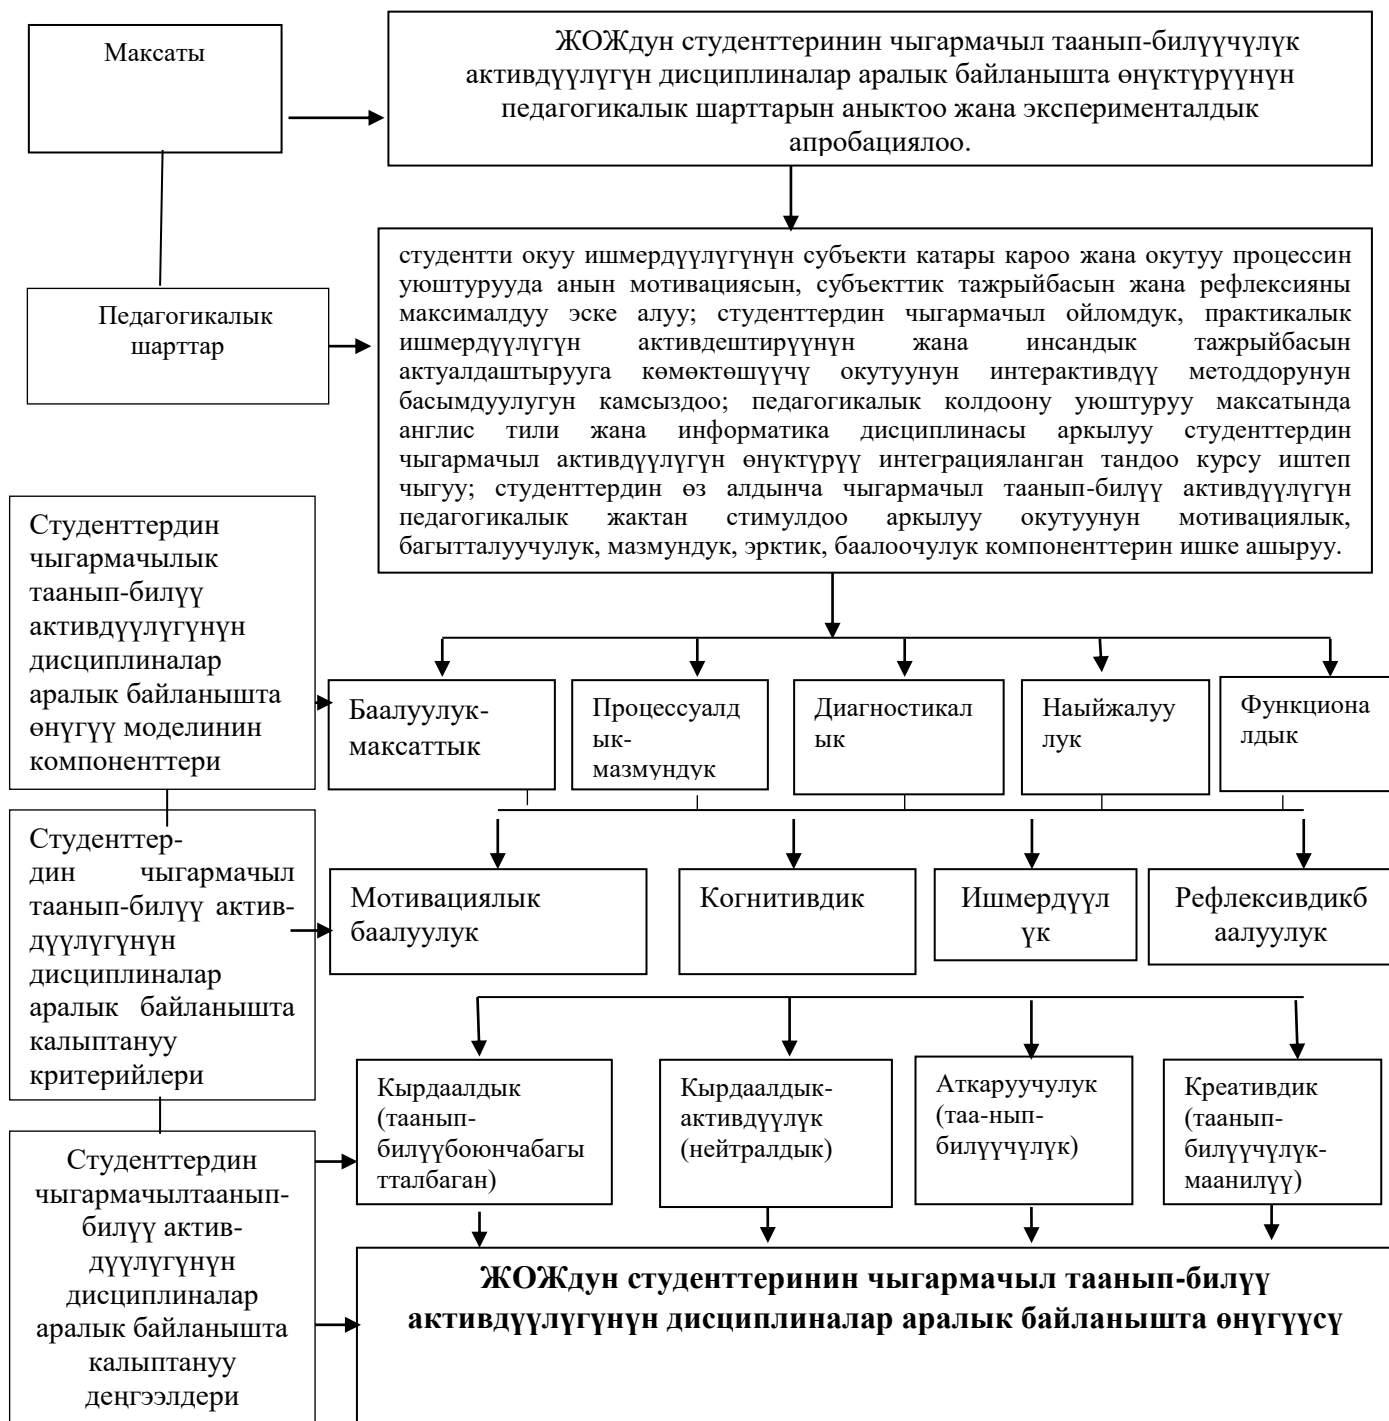 Максаты
ЖОЖдун студенттеринин чыгармачыл таанып-билүүчүлүк
активдүүлүгүн дисциплиналар аралык байланышта өнүктүрүүнүн
педагогикалык шарттарын аныктоо жана эксперименталдык
апробациялоо.
Педагогикалык
шарттар
студентти окуу ишмердүүлүгүнүн субъекти катары кароо жана окутуу процессин
уюштурууда анын мотивациясын, субъекттик тажрыйбасын жана рефлексияны
максималдуу эске алуу; студенттердин чыгармачыл ойломдук, практикалык
ишмердүүлүгүн активдештирүүнүн жана инсандык тажрыйбасын
актуалдаштырууга көмөктөшүүчү окутуунун интерактивдүү методдорунун
басымдуулугун камсыздоо; педагогикалык колдоону уюштуруу максатында
англис тили жана информатика дисциплинасы аркылуу студенттердин
чыгармачыл активдүүлүгүн өнүктүрүү интеграцияланган тандоо курсу иштеп
чыгуу; студенттердин өз алдынча чыгармачыл таанып-билүү активдүүлүгүн
педагогикалык жактан стимулдоо аркылуу окутуунун мотивациялык,
багытталуучулук, мазмундук, эрктик, баалоочулук компоненттерин ишке ашыруу.
Студенттердин
чыгармачылык
таанып-билүү
активдүүлүгүнүн
дисциплиналар
аралык байланышта
өнүгүү моделинин
компоненттери
Баалуулук-
максаттык
Процессуалд
ык-
мазмундук
Диагностикал
ык
Наыйжалуу
лук
Функциона
лдык
Студенттер-
дин чыгармачыл
таанып-билүү актив-
дүүлүгүнүн
дисциплиналар
аралык байланышта
калыптануу
критерийлери
Мотивациялык
баалуулук
Когнитивдик
Ишмердүүл
үк
Рефлексивдикб
аалуулук
Студенттердин
чыгармачылтаанып-
билүү актив-
дүүлүгүнүн
дисциплиналар
аралык байланышта
калыптануу
деңгээлдери
Кырдаалдык
(таанып-
билүүбоюнчабагы
тталбаган)
Кырдаалдык-
активдүүлүк
(нейтралдык)
Аткаруучулук
(таа-нып-
билүүчүлүк)
Креативдик
(таанып-
билүүчүлүк-
маанилүү)
ЖОЖдун студенттеринин чыгармачыл таанып-билүү
активдүүлүгүнүн дисциплиналар аралык байланышта өнүгүүсү